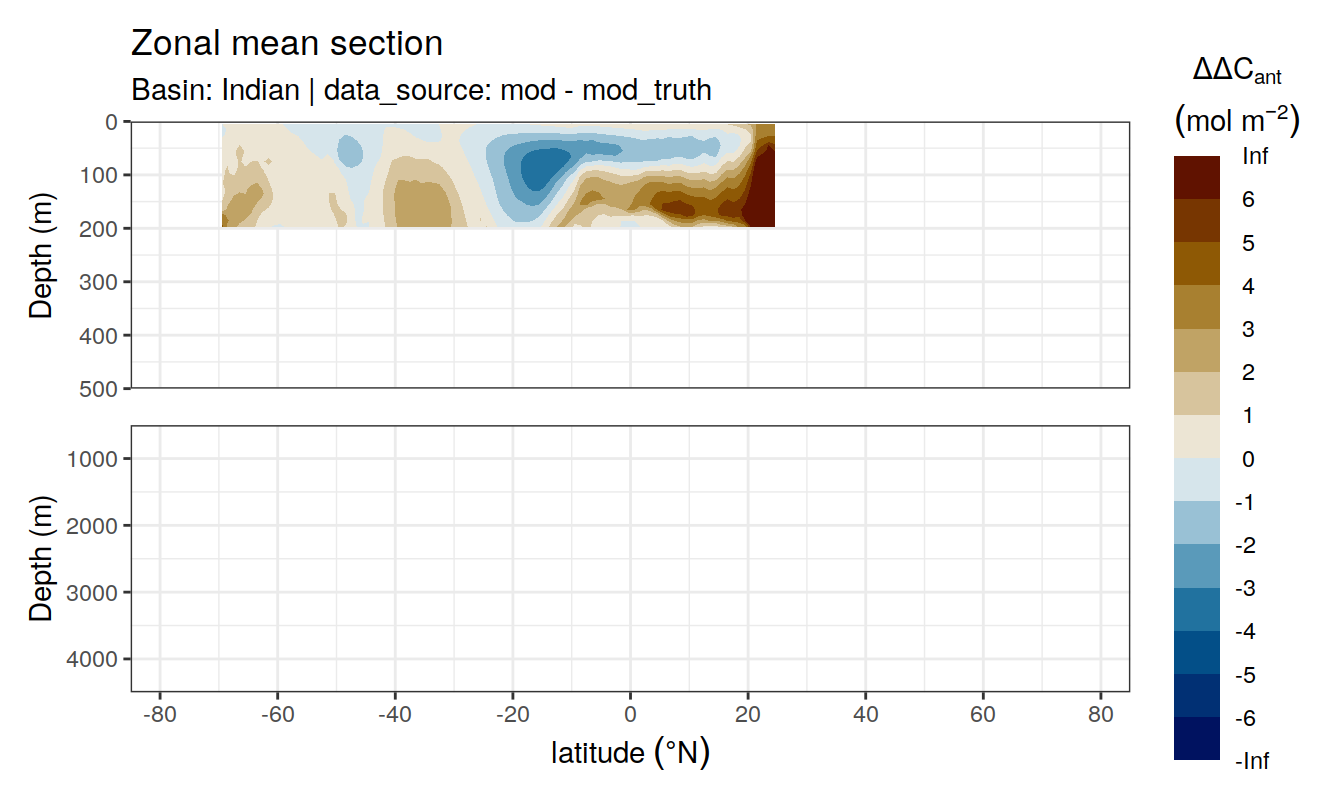 Zonal mean section
Basin: Indian | data_source: mod - mod_truth
ΔΔCant
(mol m−2)
Inf
6
5
4
3
2
1
0
-1
-2
-3
-4
-5
-6
-Inf
Depth (m)
0
100
200
300
400
500
Depth (m)
1000
2000
3000
4000
-80 -60 -40 -20 0 20 40 60 80
latitude (°N)